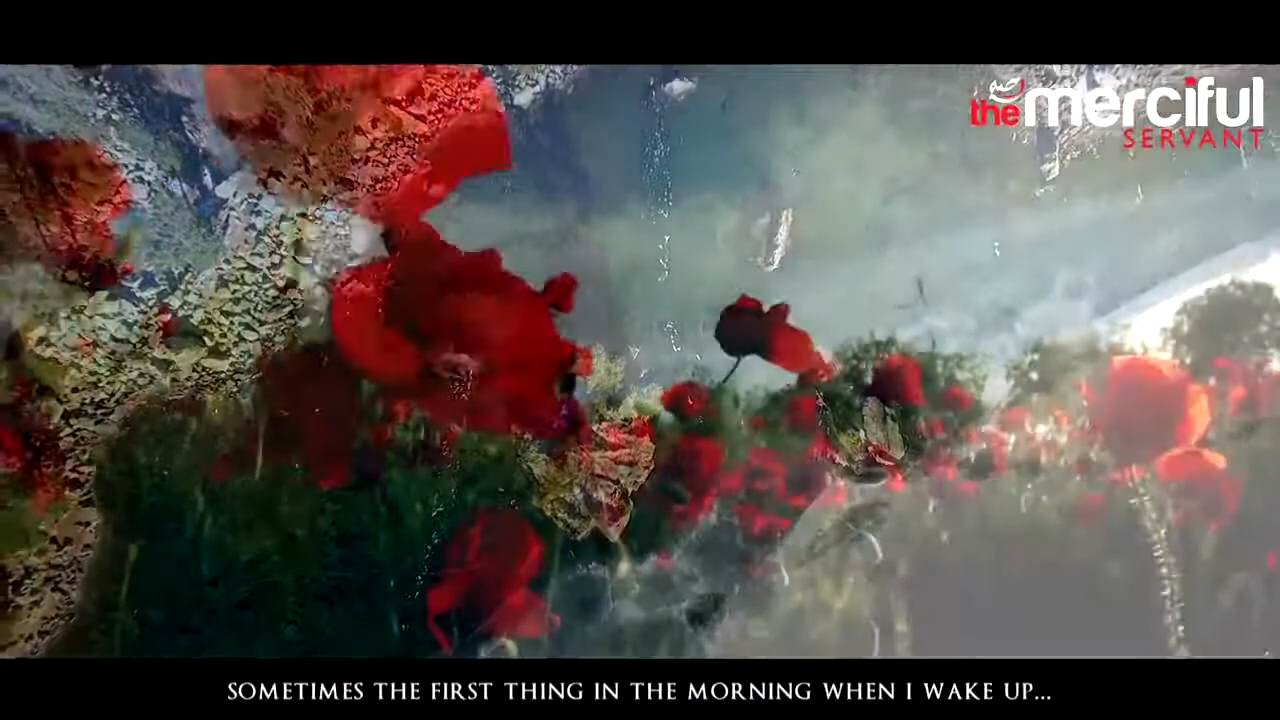 the merciful
SERVANT
SOMETIMES THE FIRST THING IN THE MORNING WHEN I WAKE UP...